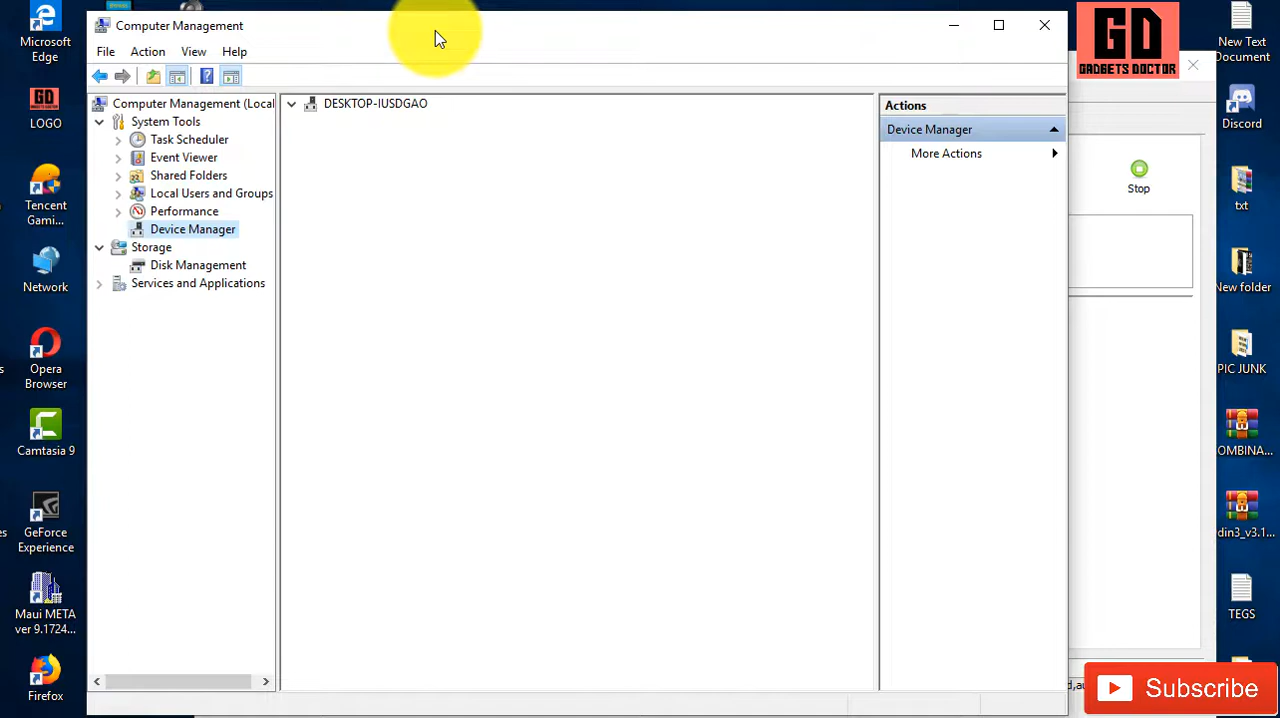 Microsoft
Edge
LOGO
Tencent
Gami...
Network
Opera
Browser
Camtasia 9
GeForce
Experience
Maui META
ver 9.1724...
Firefox
Computer Management
File Action View Help
Computer Management (Local
System Tools
Task Scheduler
Event Viewer
Shared Folders
Local Users and Groups
Performance
Device Manager
Storage
Disk Management
Services and Applications
DESKTOP-IUSDGAO
Actions
Device Manager
More Actions
Stop
GD
GADGETS DOCTOR
New Text
Document
Discord
txt
New folder
PIC JUNK
OMBINA...
din3_v3.1...
TEGS
Subscribe